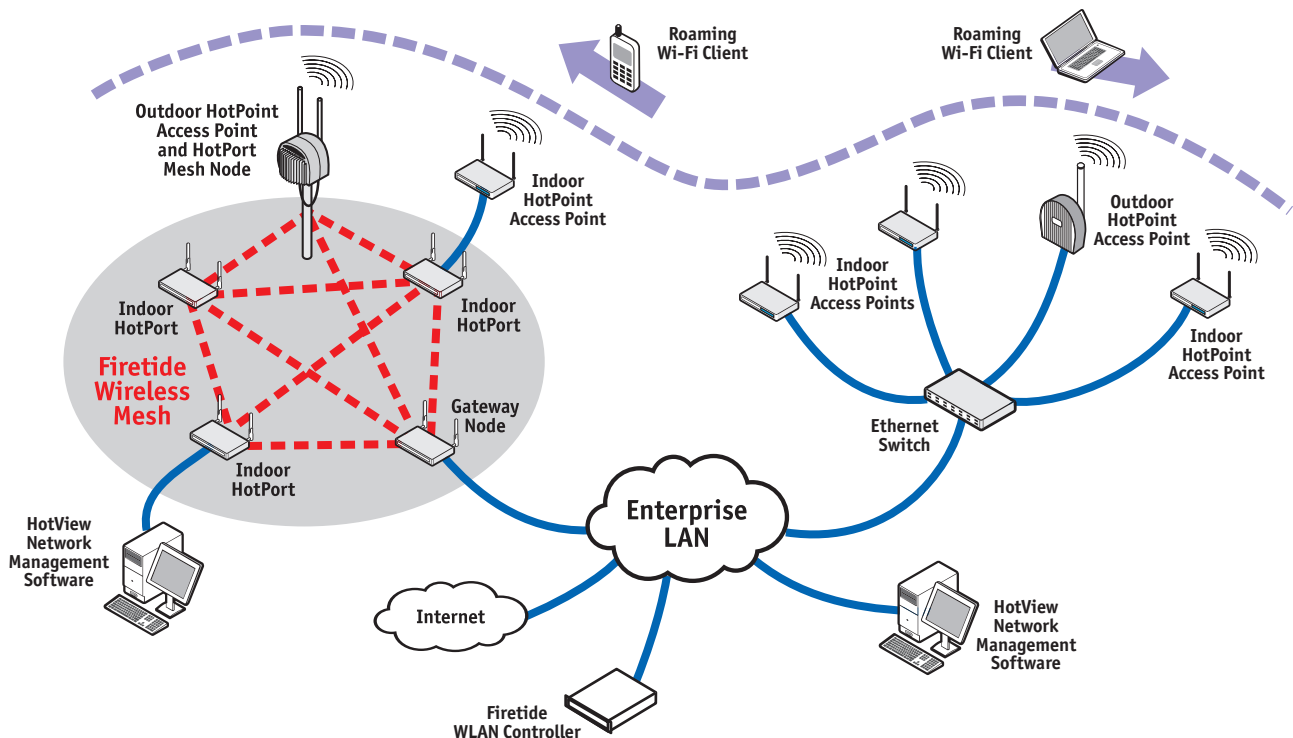 Roaming
Wi-Fi Client
Roaming
Wi-Fi Client
Outdoor HotPoint
Access Point
and HotPort
Mesh Node
Indoor
HotPoint
Access Point
Outdoor
HotPoint
Access Point
Indoor
HotPoint
Access Points
Indoor
HotPort
Indoor
HotPort
Indoor
HotPoint
Access Point
Firetide
Wireless
Mesh
Gateway
Node
Ethernet
Switch
Indoor
HotPort
Enterprise
LAN
HotView
Network
Management
Software
Internet
HotView
Network
Management
Software
Firetide
WLAN Controller